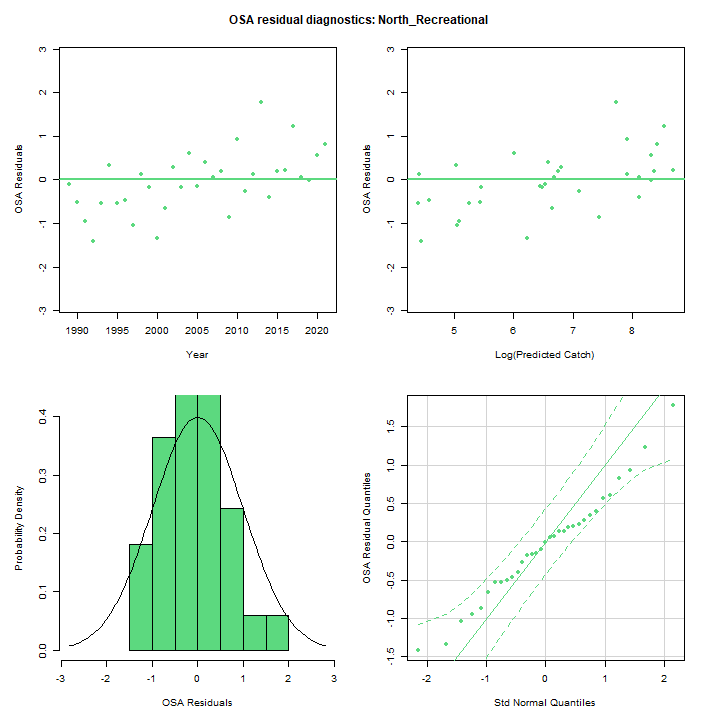 OSA residual diagnostics: North_Recreational
3
2
1
0
-1
-2
-3
OSA Residuals
1990 1995 2000 2005 2010 2015 2020
Year
3
2
1
0
-1
-2
-3
OSA Residuals
5 6 7 8
Log(Predicted Catch)
0.4
0.3
0.2
0.1
0.0
Probability Density
-3 -2 -1 0 1 2 3
OSA Residuals
1.5
1.0
0.5
0.0
-0.5
-1.0
-1.5
OSA Residual Quantiles
-2 -1 0 1 2
Std Normal Quantiles